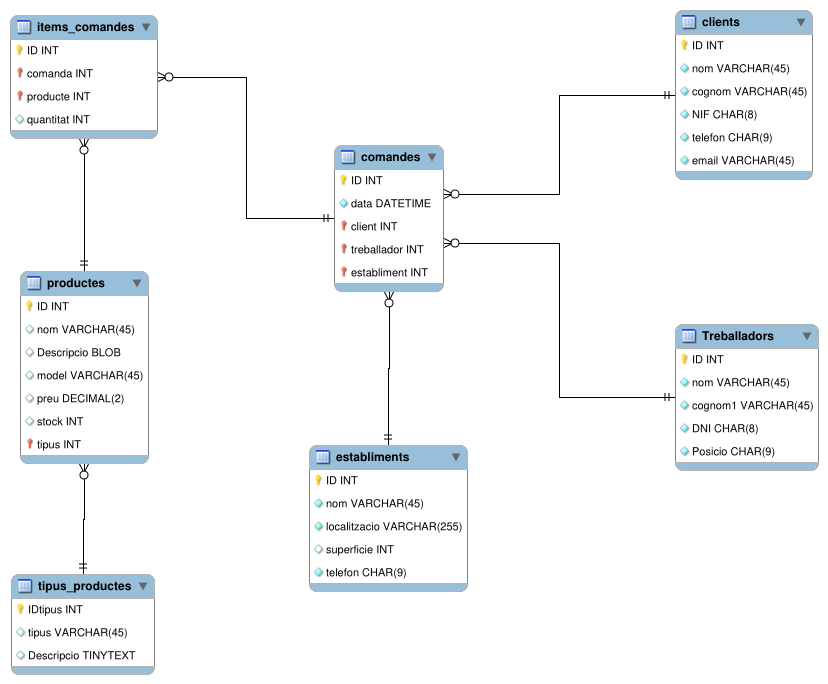 items_comandes
ID INT
comanda INT
producte INT
quantitat INT
clients
ID INT
nom VARCHAR(45)
cognom VARCHAR(45)
NIF CHAR(8)
telefon CHAR(9)
email VARCHAR(45)
comandes
ID INT
data DATETIME
client INT
treballador INT
establiment INT
productes
ID INT
nom VARCHAR(45)
Descripcio BLOB
model VARCHAR(45)
preu DECIMAL(2)
stock INT
tipus INT
Treballadors
ID INT
nom VARCHAR(45)
cognom1 VARCHAR(45)
DNI CHAR(8)
Posicio CHAR(9)
establiments
ID INT
nom VARCHAR(45)
localitzacio VARCHAR(255)
superficie INT
telefon CHAR(9)
tipus_productes
IDtipus INT
tipus VARCHAR(45)
Descripcio TINYTEXT